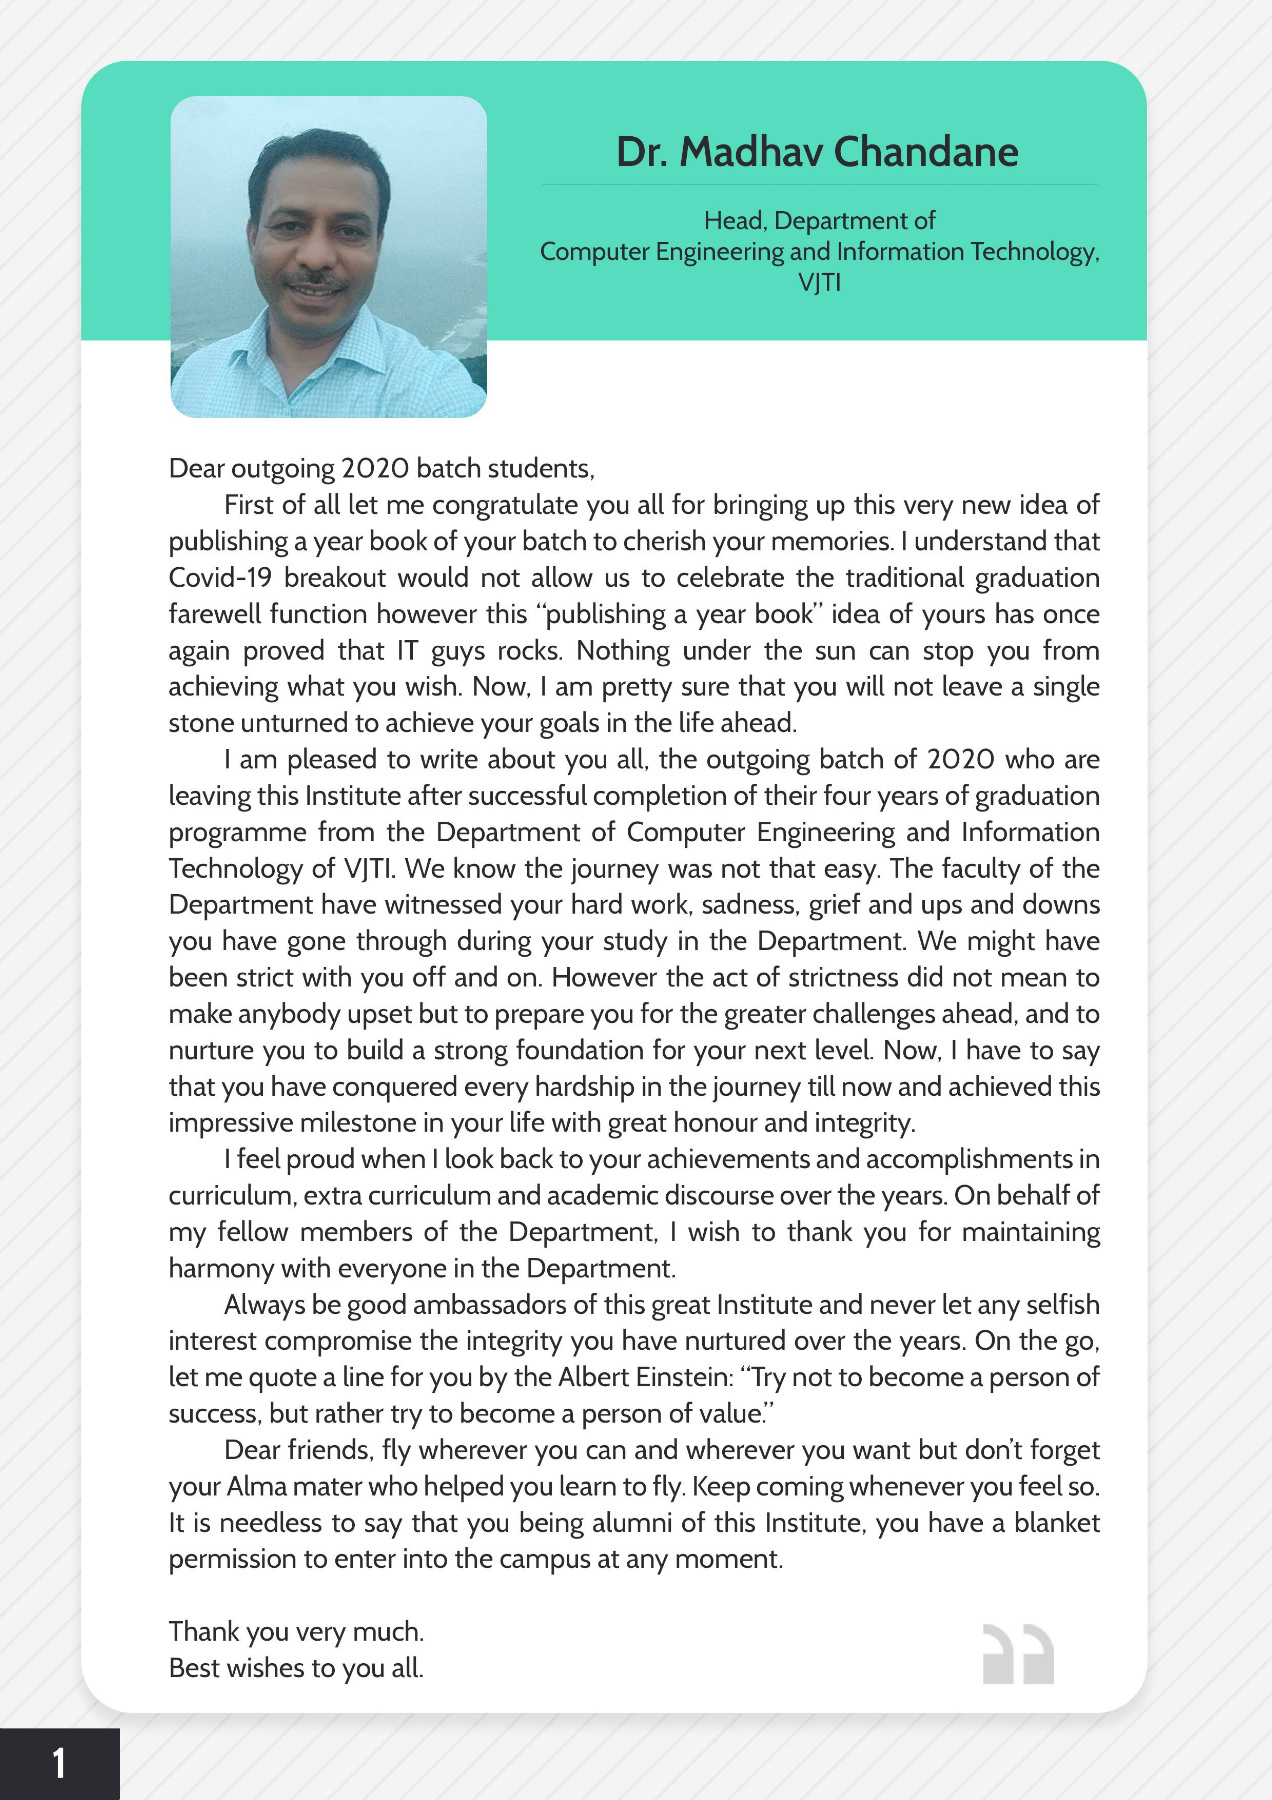 Dr. Madhav Chandane
Head, Department of
Computer Engineering and Information Technology,
VJTI
Dear outgoing 2020 batch students,
First of all let me congratulate you all for bringing up this very new idea of
publishing a year book of your batch to cherish your memories. I understand that
Covid-19 breakout would not allow us to celebrate the traditional graduation
farewell function however this “publishing a year book” idea of yours has once
again proved that IT guys rocks. Nothing under the sun can stop you from
achieving what you wish. Now, I am pretty sure that you will not leave a single
stone unturned to achieve your goals in the life ahead.
I am pleased to write about you all, the outgoing batch of 2020 who are
leaving this Institute after successful completion of their four years of graduation
programme from the Department of Computer Engineering and Information
Technology of VJTI. We know the journey was not that easy. The faculty of the
Department have witnessed your hard work, sadness, grief and ups and downs
you have gone through during your study in the Department. We might have
been strict with you off and on. However the act of strictness did not mean to
make anybody upset but to prepare you for the greater challenges ahead, and to
nurture you to build a strong foundation for your next level. Now, I have to say
that you have conquered every hardship in the journey till now and achieved this
impressive milestone in your life with great honour and integrity.
I feel proud when I look back to your achievements and accomplishments in
curriculum, extra curriculum and academic discourse over the years. On behalf of
my fellow members of the Department, I wish to thank you for maintaining
harmony with everyone in the Department.
Always be good ambassadors of this great Institute and never let any selfish
interest compromise the integrity you have nurtured over the years. On the go,
let me quote a line for you by the Albert Einstein: “Try not to become a person of
success, but rather try to become a person of value.”
Dear friends, fly wherever you can and wherever you want but don’t forget
your Alma mater who helped you learn to fly. Keep coming whenever you feel so.
It is needless to say that you being alumni of this Institute, you have a blanket
permission to enter into the campus at any moment.
Thank you very much.
Best wishes to you all.
1